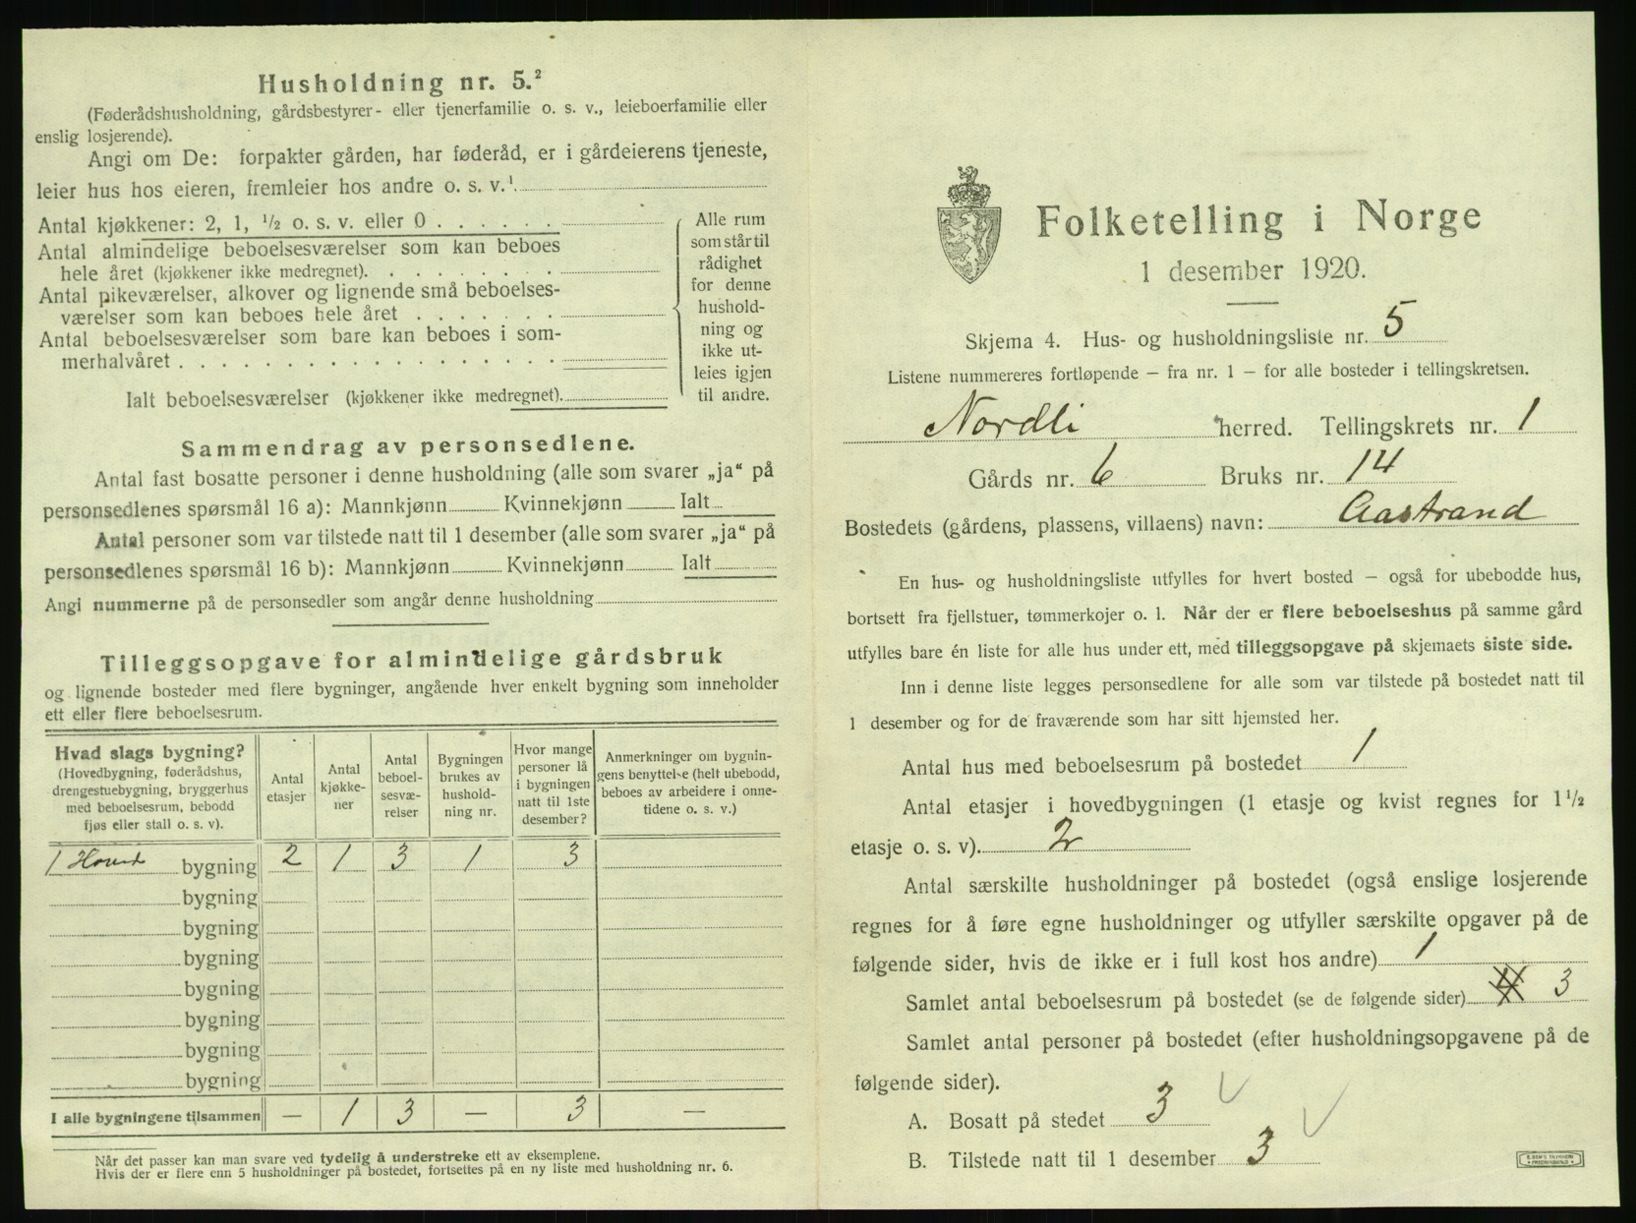 Husholdning nr. 5.²
(Føderådshusholdning, gårdsbestyrer- eller tjenerfamilie o. s. v., leieboerfamilie eller
enslig losjerende).
Angi om De: forpakter gården, har føderåd, er i gårdeierens tjeneste,
leier hus hos eieren, fremleier hos andre o. s. v.¹
Antal kjøkkener: 2, 1, ½ o. s. v. eller 0 . . . . . .
Antal almindelige beboelsesværelser som kan beboes
hele året (kjøkkener ikke medregnet). . . . . . . .
Antal pikeværelser, alkover og lignende små beboelses-
værelser som kan beboes hele året . . . . . . .
Antal beboelsesværelser som bare kan beboes i som-
merhalvåret . . . . . . . . . . . . . . .
Ialt beboelsesværelser (kjøkkener ikke medregnet).
Alle rum
som står til
rådighet
for denne
hushold-
ning og
ikke ut-
leies igjen
til andre.
Sammendrag av personsedlene.
Antal fast bosatte personer i denne husholdning (alle som svarer „ja“ på
personsedlenes spørsmål 16 a): Mannkjønn Kvinnekjønn Ialt
Antal personer som var tilstede natt til 1 desember (alle som svarer „ja“ på
personsedlenes spørsmål 16 b): Mannkjønn Kvinnekjønn Ialt
Angi nummerne på de personsedler som angår denne husholdning
Tilleggsopgave for almindelige gårdsbruk
og lignende bosteder med flere bygninger, angående hver enkelt bygning som inneholder
ett eller flere beboelsesrum.
Hvad slags bygning?
(Hovedbygning, føderådshus,
drengestuebygning, bryggerhus
med beboelsesrum, bebodd
fjøs eller stall o. s. v).
Antal
etasjer
Antal
kjøkke-
ner
Antal
beboel-
sesvæ-
relser
Bygningen
brukes av
hushold-
ning nr.
Hvor mange
personer lå
i bygningen
natt til 1ste
desember?
Anmerkninger om bygnin-
gens benyttelse (helt ubebodd,
beboes av arbeidere i onne-
tidene o. s. v.)
1 Hoved bygning 2 1 3 1 3
bygning
bygning
bygning
bygning
bygning
bygning
bygning
I alle bygningene tilsammen — 1 3 — 3 —
Når det passer kan man svare ved tydelig å understreke ett av eksemplene.
Hvis der er flere enn 5 husholdninger på bostedet, fortsettes på en ny liste med husholdning nr. 6.
Folketelling i Norge
1 desember 1920.
Skjema 4. Hus- og husholdningsliste nr. 5
Listene nummereres fortløpende — fra nr. 1 — for alle bosteder i tellingskretsen.
Nordli herred. Tellingskrets nr. 1
Gårds nr. 6 Bruks nr. 14
Bostedets (gårdens, plassens, villaens) navn: Aastrand
En hus- og husholdningsliste utfylles for hvert bosted — også for ubebodde hus,
bortsett fra fjellstuer, tømmerkojer o. l. Når der er flere beboelseshus på samme gård
utfylles bare én liste for alle hus under ett, med tilleggsopgave på skjemaets siste side.
Inn i denne liste legges personsedlene for alle som var tilstede på bostedet natt til
1 desember og for de fraværende som har sitt hjemsted her.
Antal hus med beboelsesrum på bostedet 1
Antal etasjer i hovedbygningen (1 etasje og kvist regnes for 1½
etasje o. s. v). 2
Antal særskilte husholdninger på bostedet (også enslige losjerende
regnes for å føre egne husholdninger og utfyller særskilte opgaver på de
følgende sider, hvis de ikke er i full kost hos andre) 1
Samlet antal beboelsesrum på bostedet (se de følgende sider) 4 3
Samlet antal personer på bostedet (efter husholdningsopgavene på de
følgende sider).
A. Bosatt på stedet 3
B. Tilstede natt til 1 desember 3